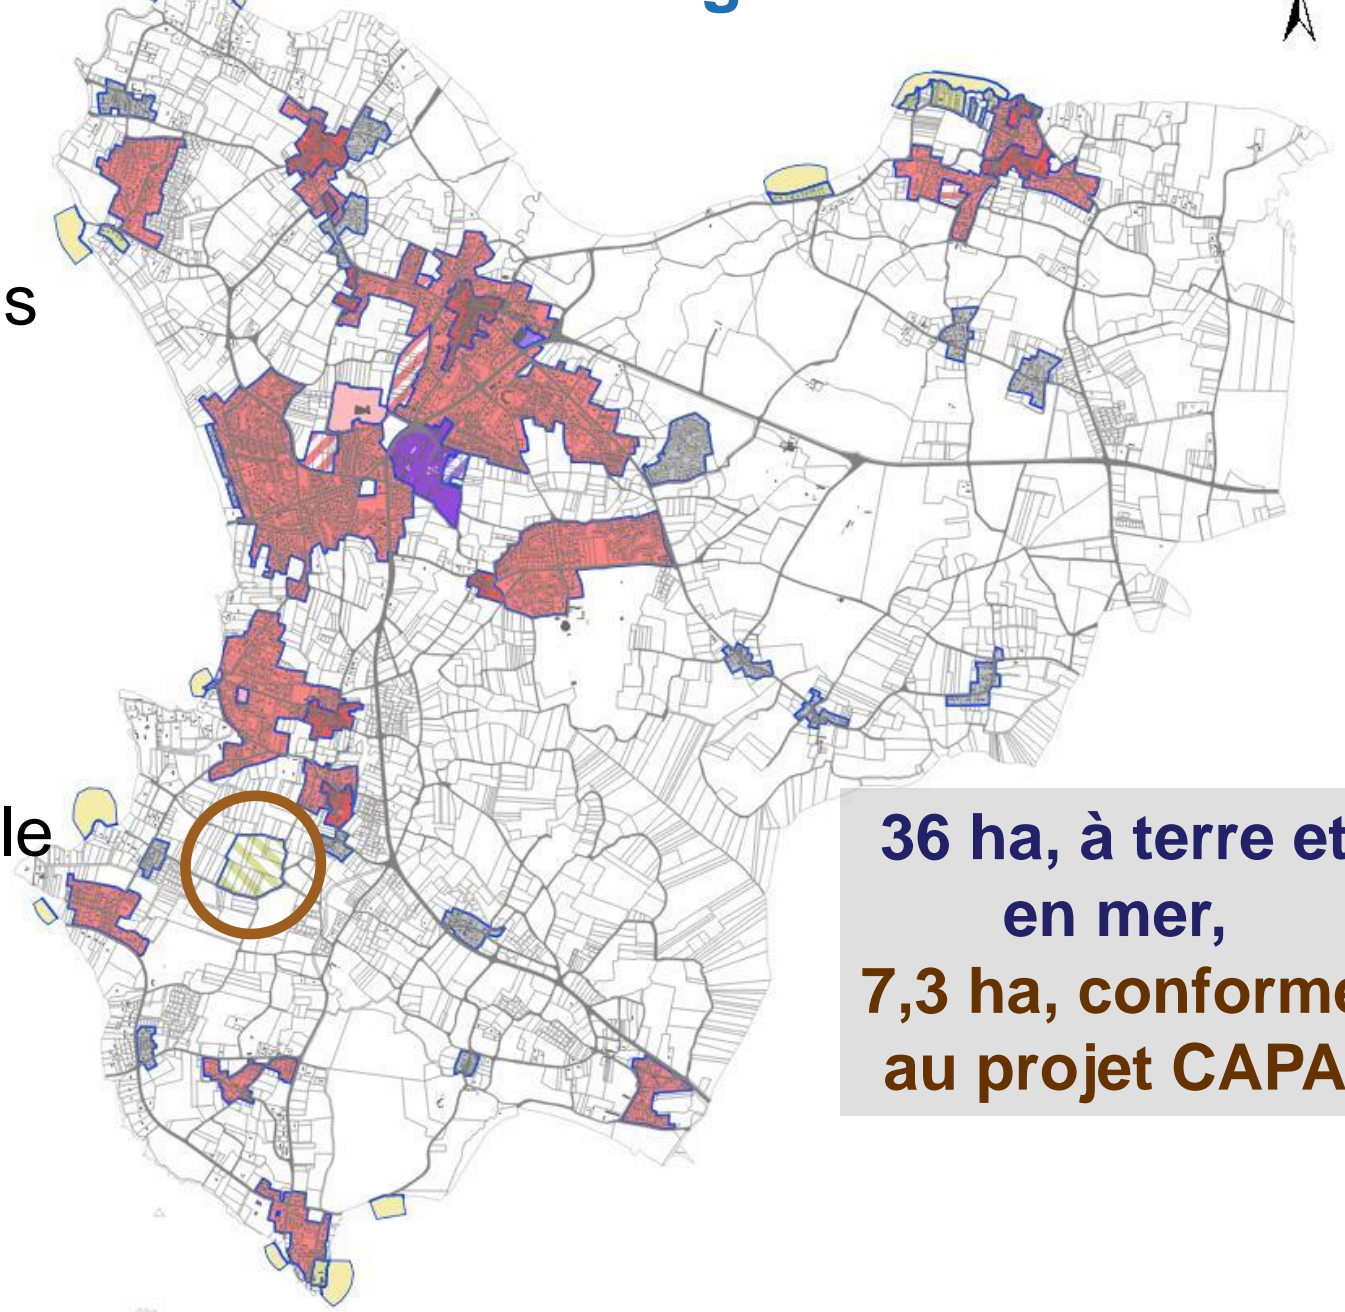 g
s
le
36 ha, à terre et
en mer,
7,3 ha, conforme
au projet CAPA